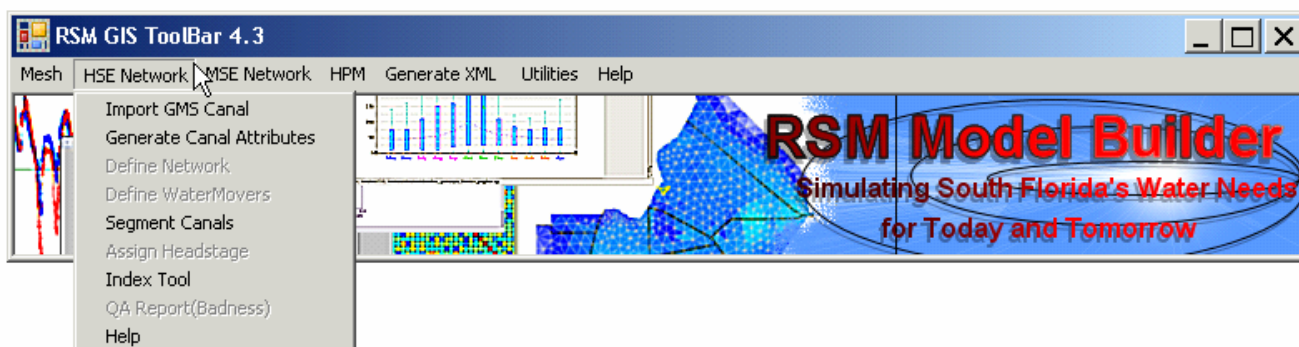 RSM GIS ToolBar 4.3
Mesh HSE Network MSE Network HPM Generate XML Utilities Help
Import GMS Canal
Generate Canal Attributes
Define Network
Define WaterMovers
Segment Canals
Assign Headstage
Index Tool
QA Report(Badness)
Help
RSM Model Builder
Simulating South Florida's Water Needs
for Today and Tomorrow